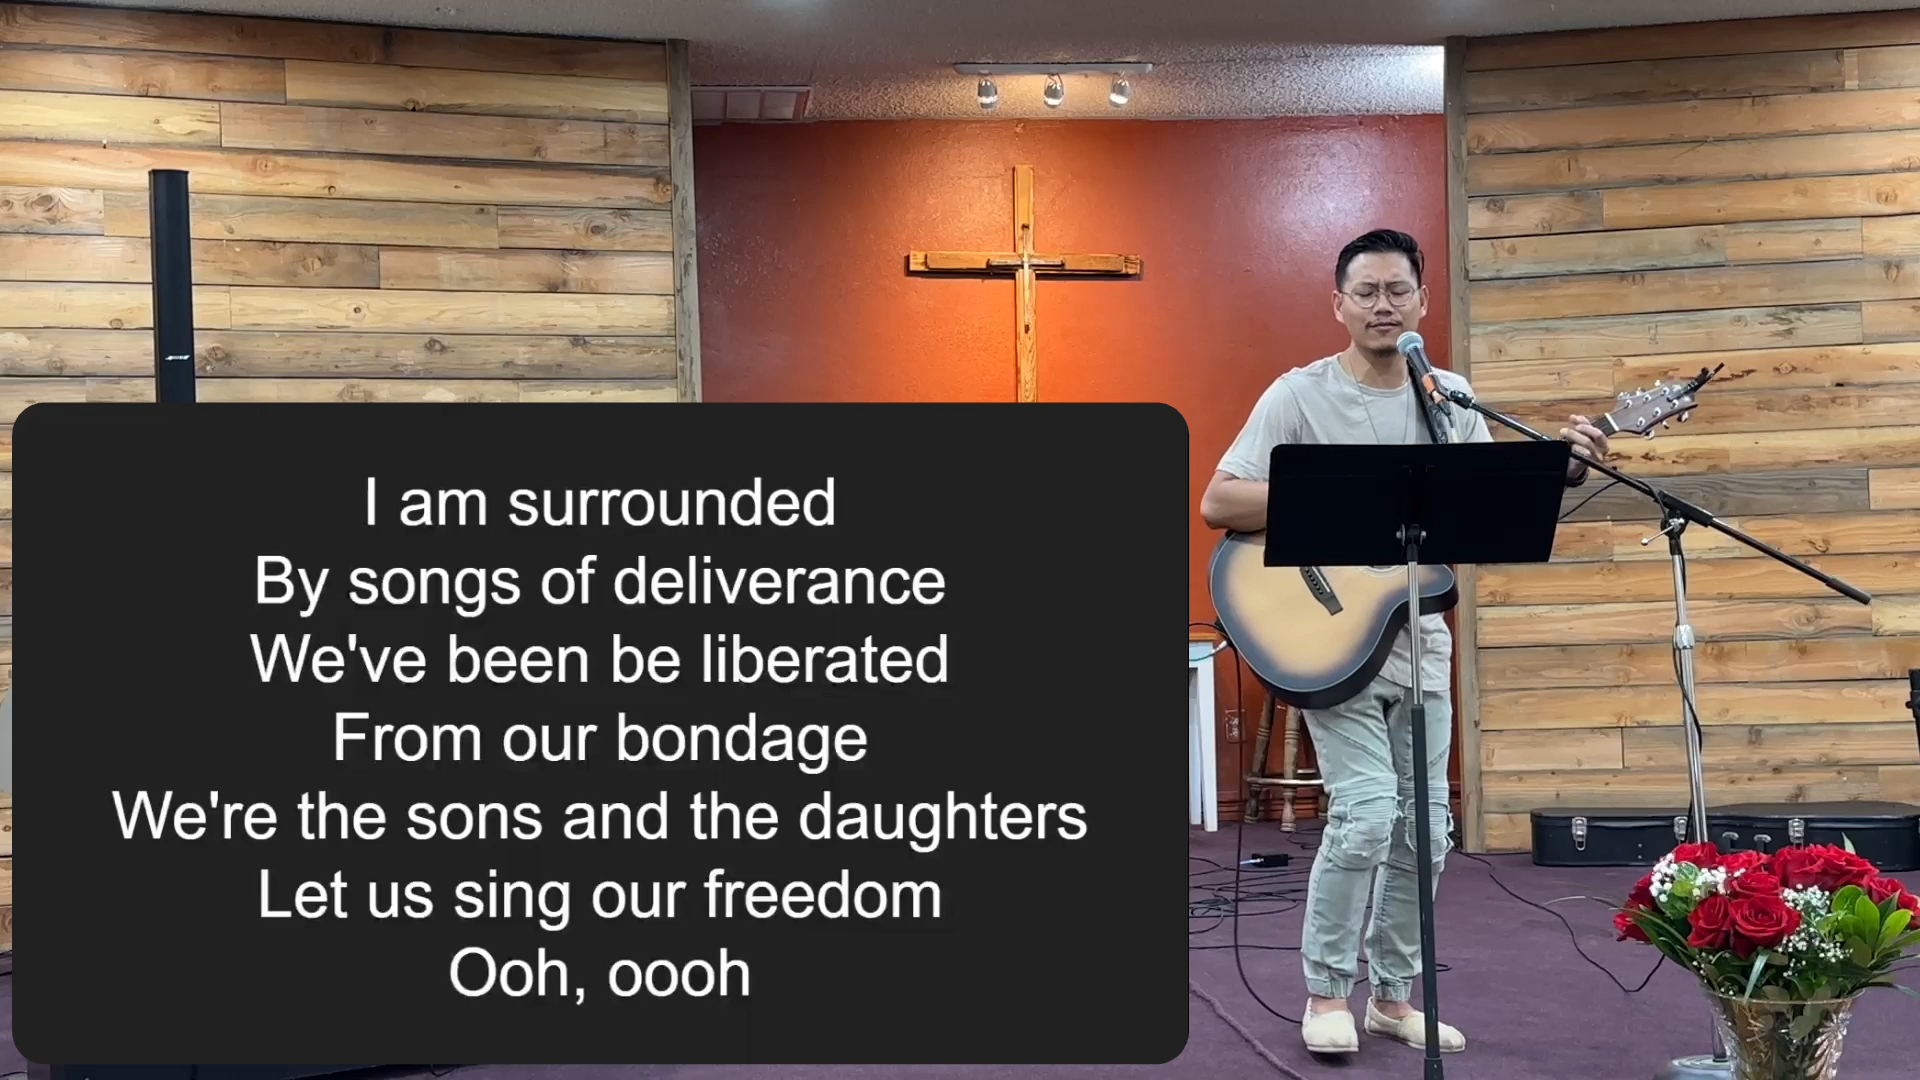 I am surrounded
By songs of deliverance
We've been be liberated
From our bondage
We're the sons and the daughters
Let us sing our freedom
Ooh, oooh